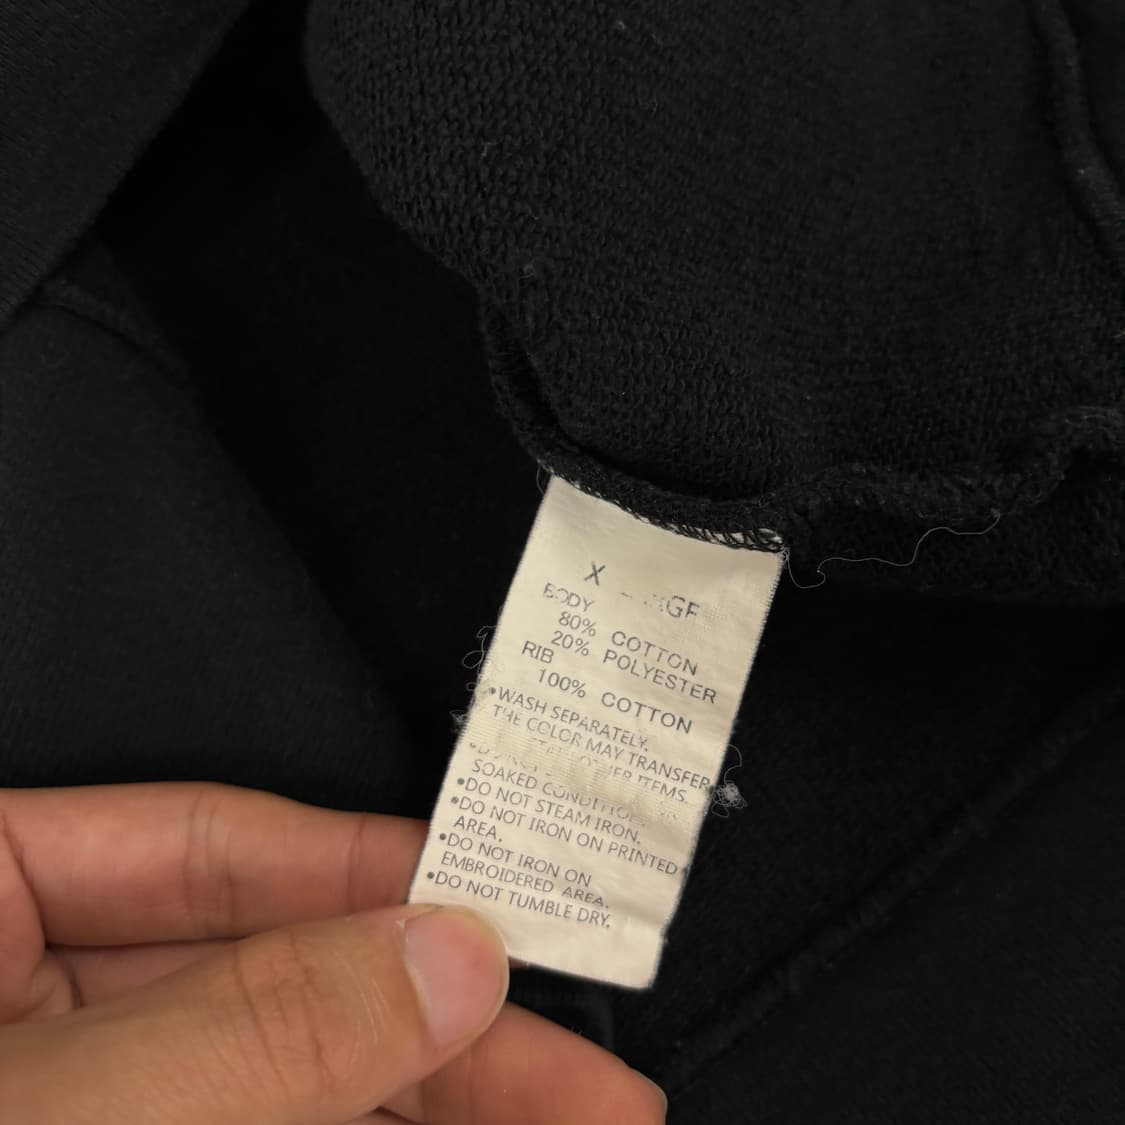 X
BODY
80% COTTON
20% POLYESTER
RIB
100% COTTON
•WASH SEPARATELY.
THE COLOR MAY TRANSFER
ITEMS.
SOAKED
•DO NOT STEAM IRON.
•DO NOT IRON ON PRINTED
AREA.
•DO NOT IRON ON
EMBROIDERED AREA.
•DO NOT TUMBLE DRY.